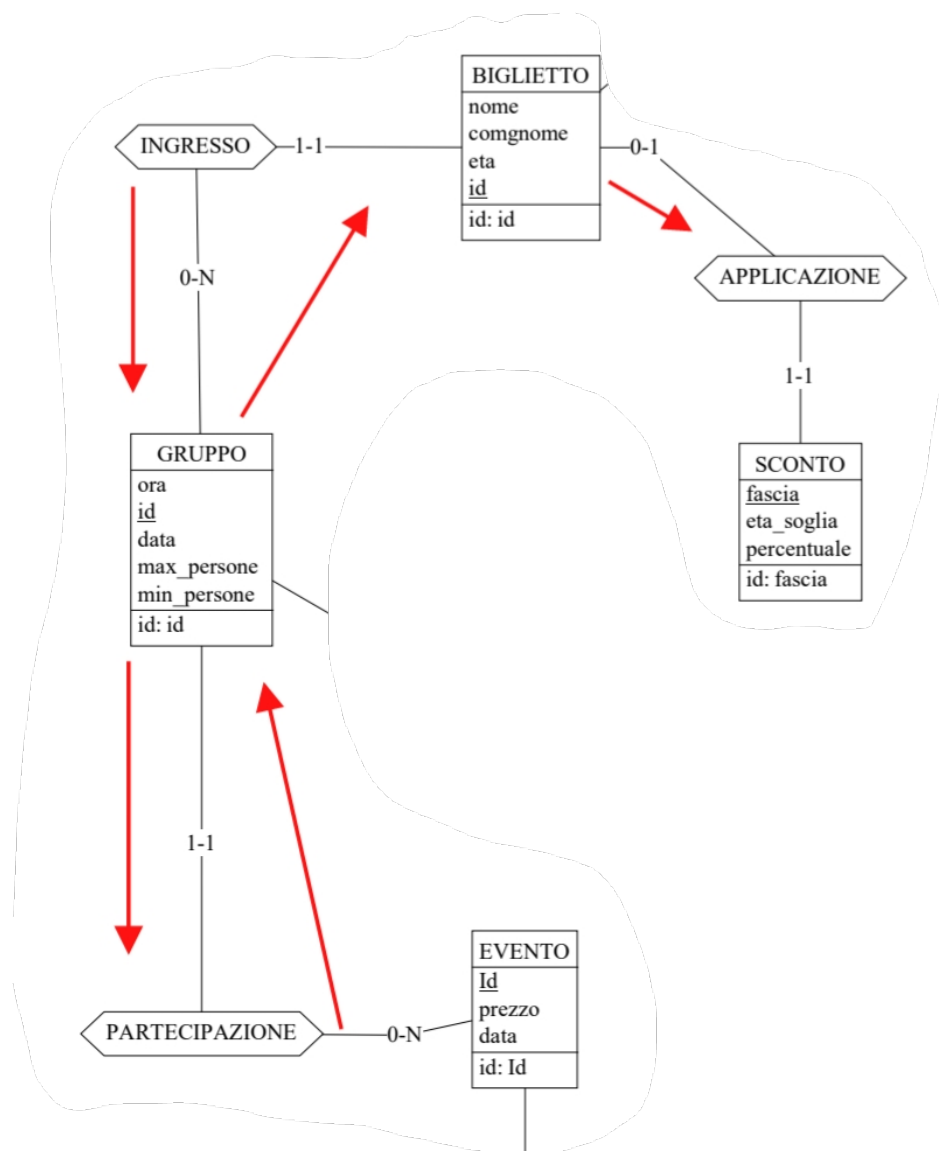 BIGLIETTO
nome
comgnome
eta
id
id: id
INGRESSO
1-1
0-1
0-N
APPLICAZIONE
1-1
GRUPPO
ora
id
data
max_persone
min_persone
id: id
SCONTO
fascia
eta_soglia
percentuale
id: fascia
1-1
EVENTO
Id
prezzo
data
id: Id
PARTECIPAZIONE
0-N